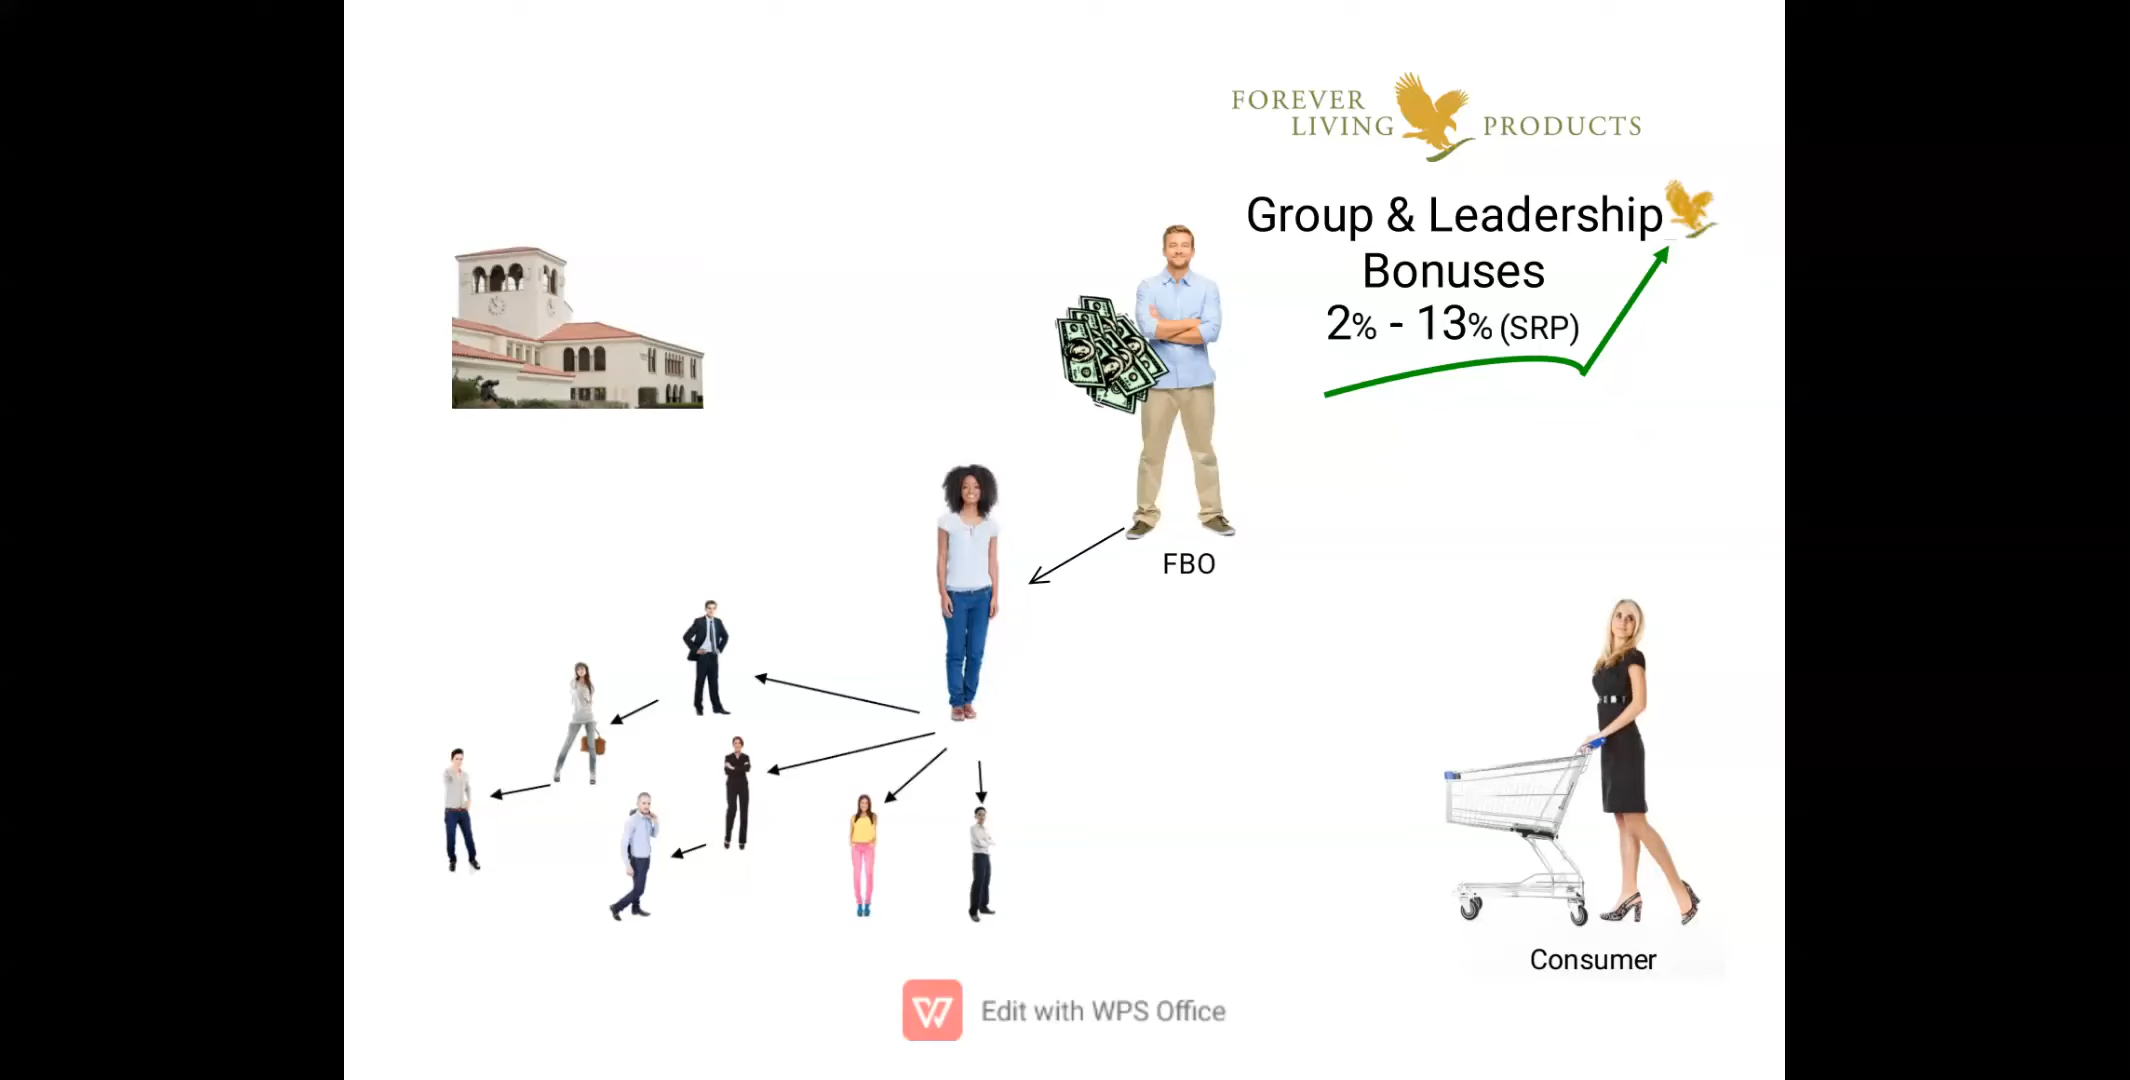 FOREVER
LIVING PRODUCTS
Group & Leadership
Bonuses
2% - 13% (SRP)
FBO
Consumer
Edit with WPS Office